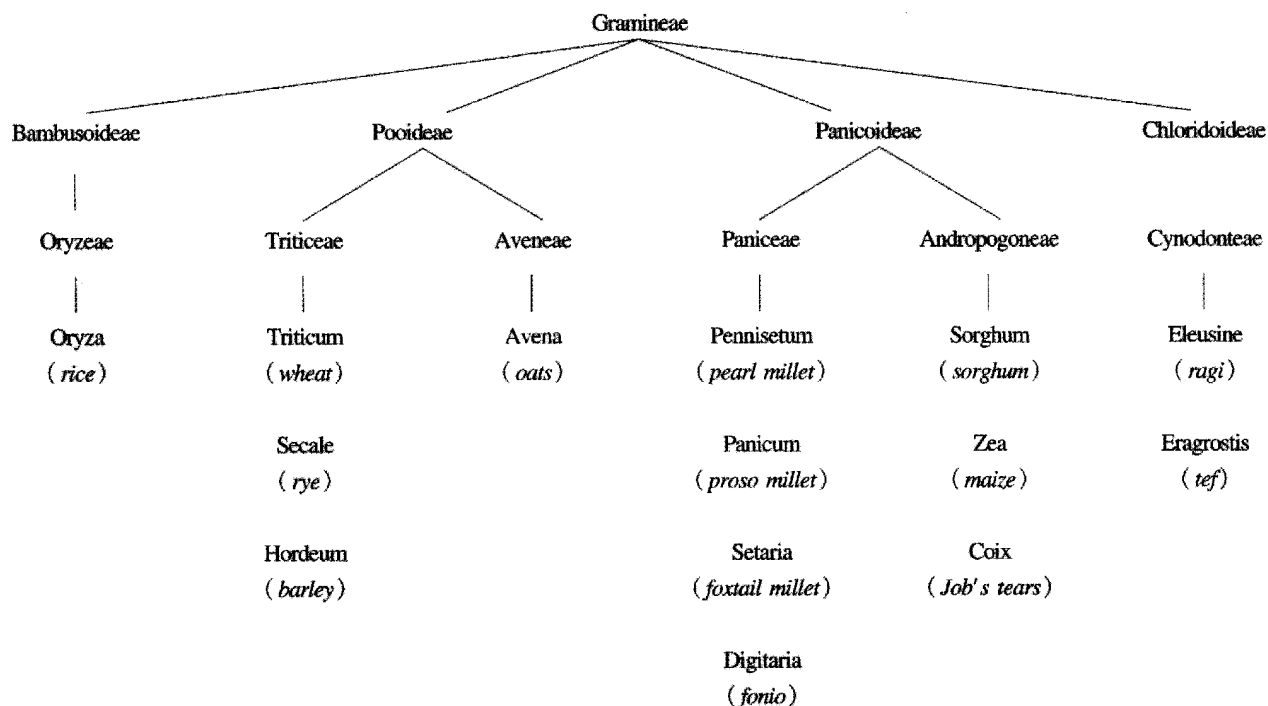 Gramineae
Bambusoideae Pooideae Panicoideae Chloridoideae
Oryzeae Triticeae Aveneae Paniceae Andropogoneae Cynodonteae
Oryza Triticum Avena Pennisetum Sorghum Eleusine
(rice) (wheat) (oats) (pearl millet) (sorghum) (ragi)
Secale Panicum Zea Eragrostis
(rye) (proso millet) (maize) (tef)
Hordeum Setaria Coix
(barley) (foxtail millet) (Job's tears)
Digitaria
(fonio)